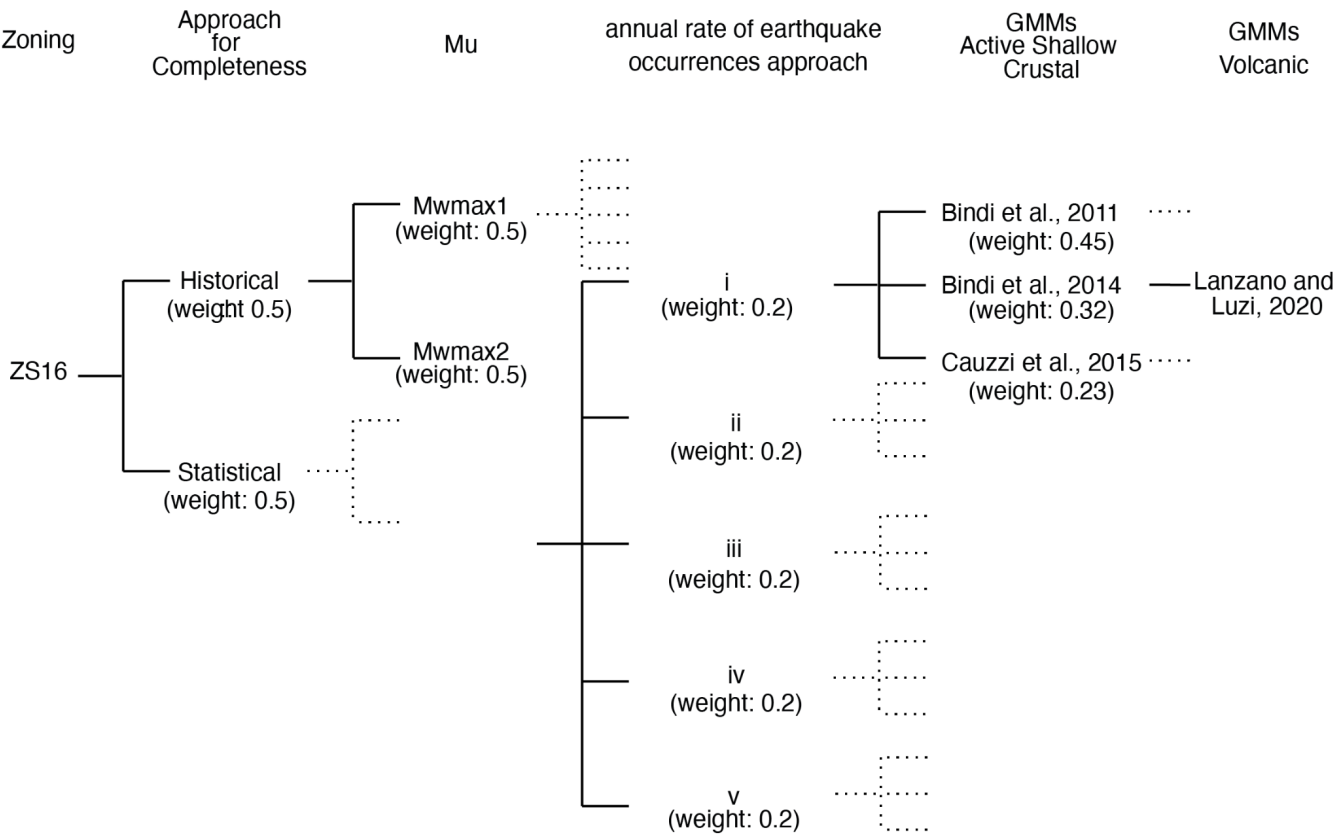 Zoning
Approach
for
Completeness
Mu
annual rate of earthquake
occurrences approach
GMMs
Active Shallow
Crustal
GMMs
Volcanic
ZS16
Historical
(weight 0.5)
Statistical
(weight: 0.5)
Mwmax1
(weight: 0.5)
Mwmax2
(weight: 0.5)
i
(weight: 0.2)
ii
(weight: 0.2)
iii
(weight: 0.2)
iv
(weight: 0.2)
v
(weight: 0.2)
Bindi et al., 2011
(weight: 0.45)
Bindi et al., 2014
(weight: 0.32)
Cauzzi et al., 2015
(weight: 0.23)
Lanzano and
Luzi, 2020